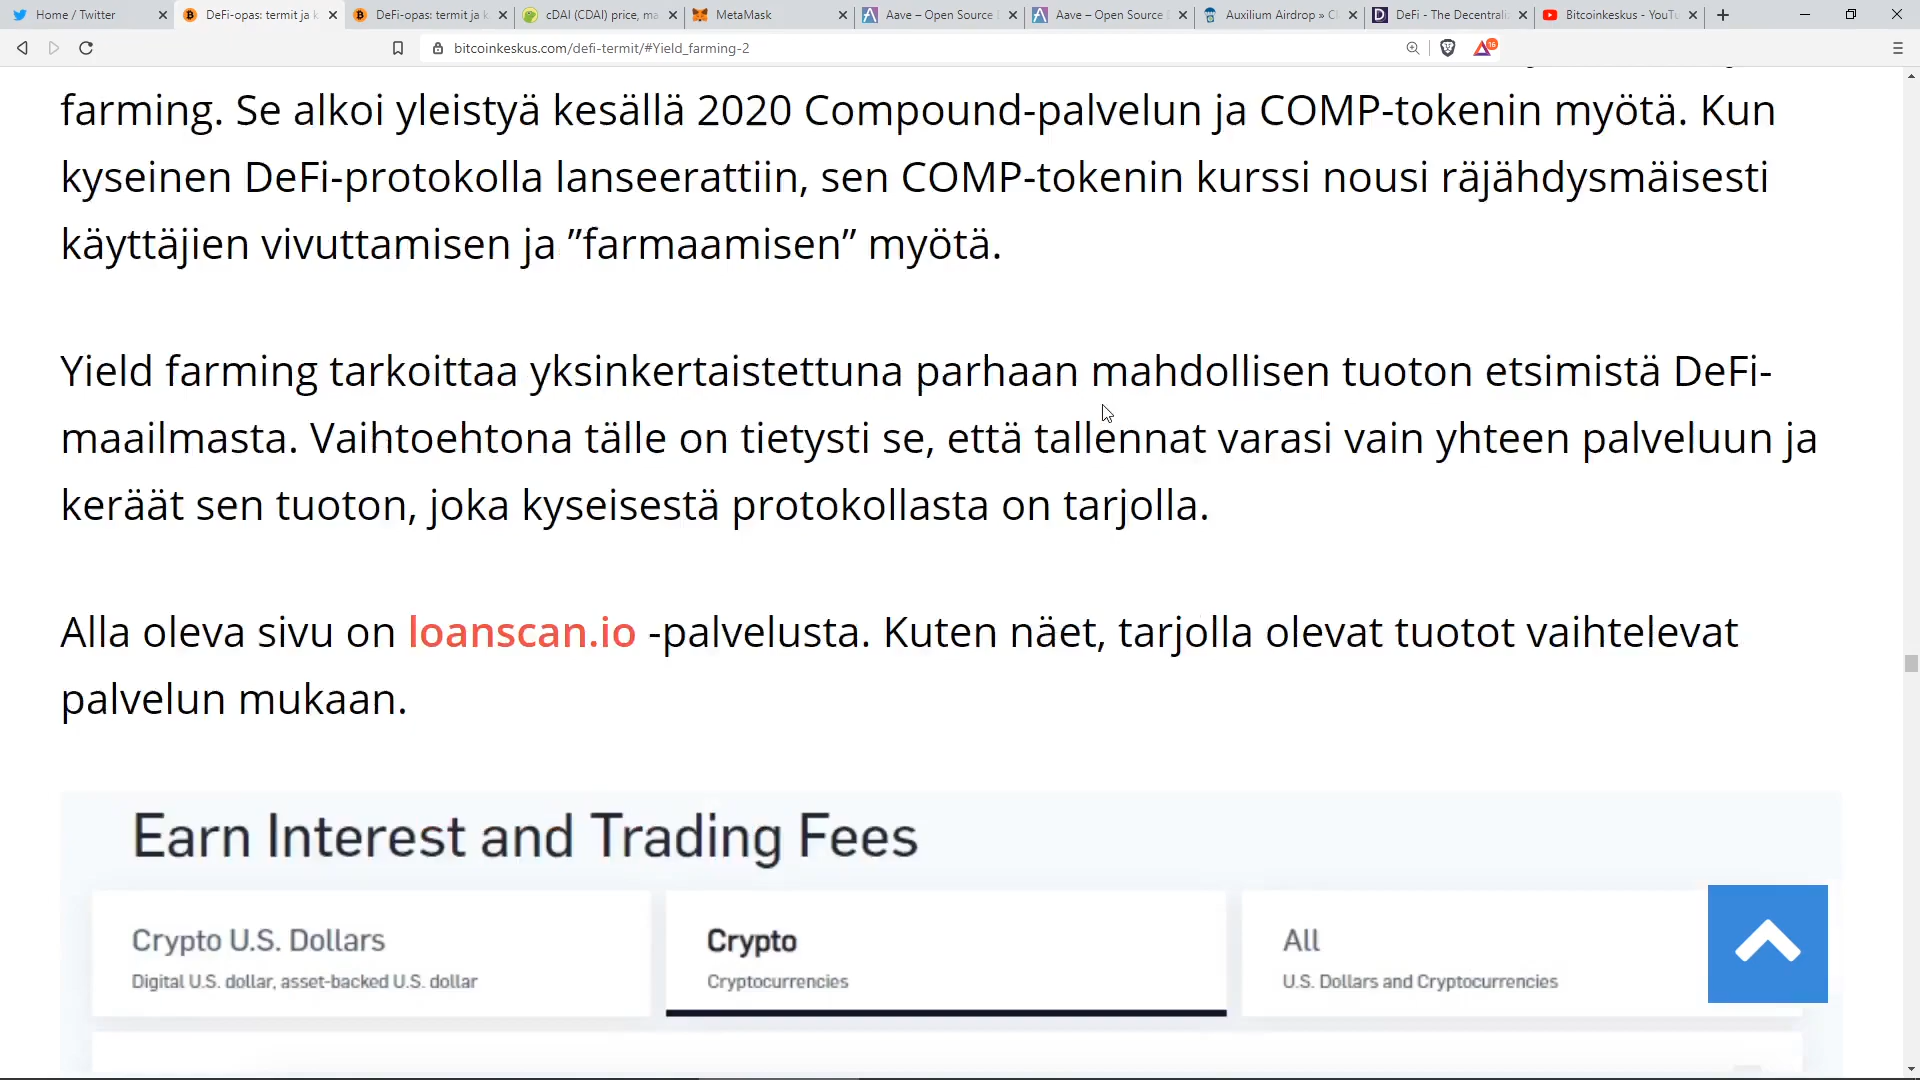 Home / Twitter
DeFi-opas: termit ja k
DeFi-opas: termit ja k
cDAI (CDAI) price, ma
MetaMask
Aave – Open Source
Aave – Open Source
Auxilium Airdrop » Cl
DeFi - The Decentrali
Bitcoinkeskus - YouTu
bitcoinkeskus.com/defi-termit/#Yield_farming-2
16
farming. Se alkoi yleistyä kesällä 2020 Compound-palvelun ja COMP-tokenin myötä. Kun
kyseinen DeFi-protokolla lanseerattiin, sen COMP-tokenin kurssi nousi räjähdysmäisesti
käyttäjien vivuttamisen ja ”farmaamisen” myötä.
Yield farming tarkoittaa yksinkertaistettuna parhaan mahdollisen tuoton etsimistä DeFi-
maailmasta. Vaihtoehtona tälle on tietysti se, että tallennat varasi vain yhteen palveluun ja
keräät sen tuoton, joka kyseisestä protokollasta on tarjolla.
Alla oleva sivu on loanscan.io -palvelusta. Kuten näet, tarjolla olevat tuotot vaihtelevat
palvelun mukaan.
Earn Interest and Trading Fees
Crypto U.S. Dollars
Digital U.S. dollar, asset-backed U.S. dollar
Crypto
Cryptocurrencies
All
U.S. Dollars and Cryptocurrencies